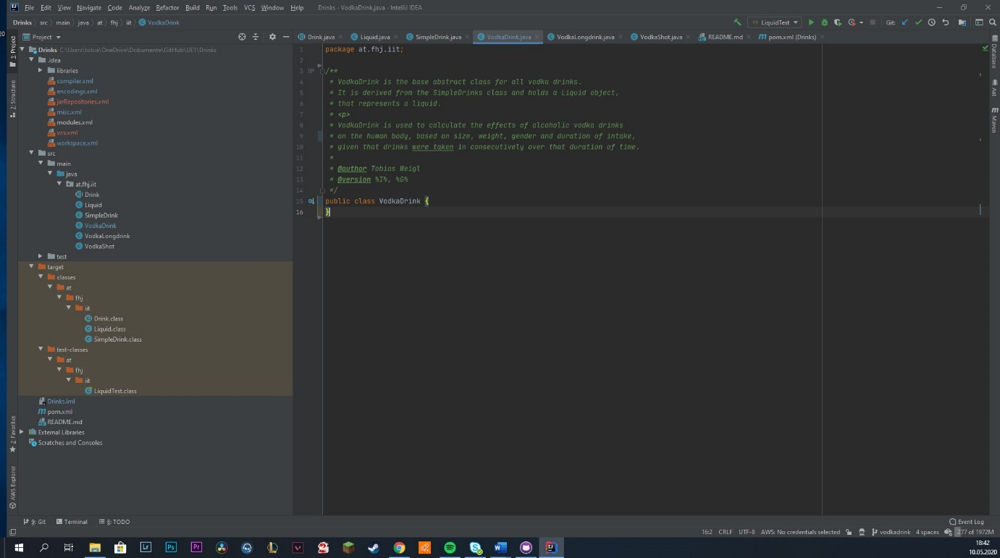 File Edit View Navigate Code Analyze Refactor Build Run Tools VCS Window Help Drinks - VodkaDrink.java - IntelliJ IDEA
Drinks src main java at fhj iit VodkaDrink LiquidTest Git:
Project Drink.java Liquid.java SimpleDrink.java VodkaDrink.java VodkaLongdrink.java VodkaShot.java README.md pom.xml (Drinks)
1: Project
Z: Structure
2: Favorites
AWS Explorer
Drinks C:\Users\tobia\OneDrive\Dokumente\GitHub\UE1\Drinks
.idea
libraries
compiler.xml
encodings.xml
jarRepositories.xml
misc.xml
modules.xml
vcs.xml
workspace.xml
src
main
java
at.fhj.iit
Drink
Liquid
SimpleDrink
VodkaDrink
VodkaLongdrink
VodkaShot
test
target
classes
at
fhj
iit
Drink.class
Liquid.class
SimpleDrink.class
test-classes
at
fhj
iit
LiquidTest.class
Drinks.iml
pom.xml
README.md
External Libraries
Scratches and Consoles
1 package at.fhj.iit;
2
3 /**
4 * VodkaDrink is the base abstract class for all vodka drinks.
5 * It is derived from the SimpleDrinks class and holds a Liquid object,
6 * that represents a liquid.
7 * <p>
8 * VodkaDrink is used to calculate the effects of alcoholic vodka drinks
9 * on the human body, based on size, weight, gender and duration of intake,
10 * given that drinks were taken in consecutively over that duration of time.
11 *
12 * @author Tobias Weigl
13 * @version %I%, %G%
14 */
15 public class VodkaDrink {
16 }
Database
Ant
Maven
9: Git Terminal 6: TODO Event Log
16:2 CRLF UTF-8 AWS: No credentials selected vodkadrink 4 spaces 277 of 1972M
Lr Ps Pr
18:42
10.05.2020